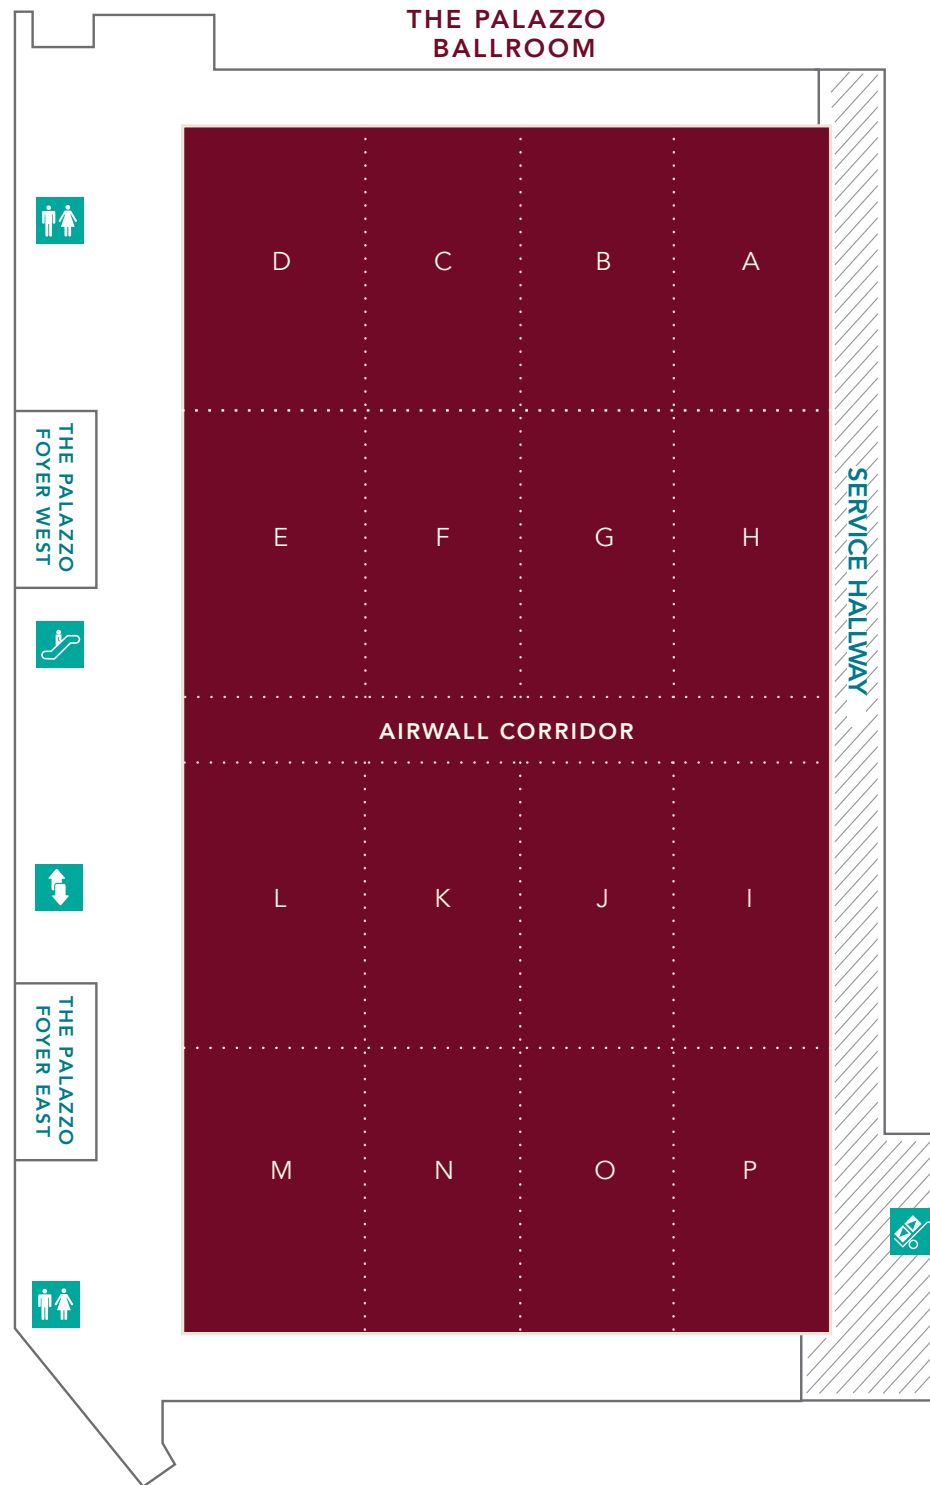 THE PALAZZO
BALLROOM
D
C
B
A
THE PALAZZO
FOYER WEST
E
F
G
H
SERVICE HALLWAY
AIRWALL CORRIDOR
L
K
J
I
THE PALAZZO
FOYER EAST
M
N
O
P